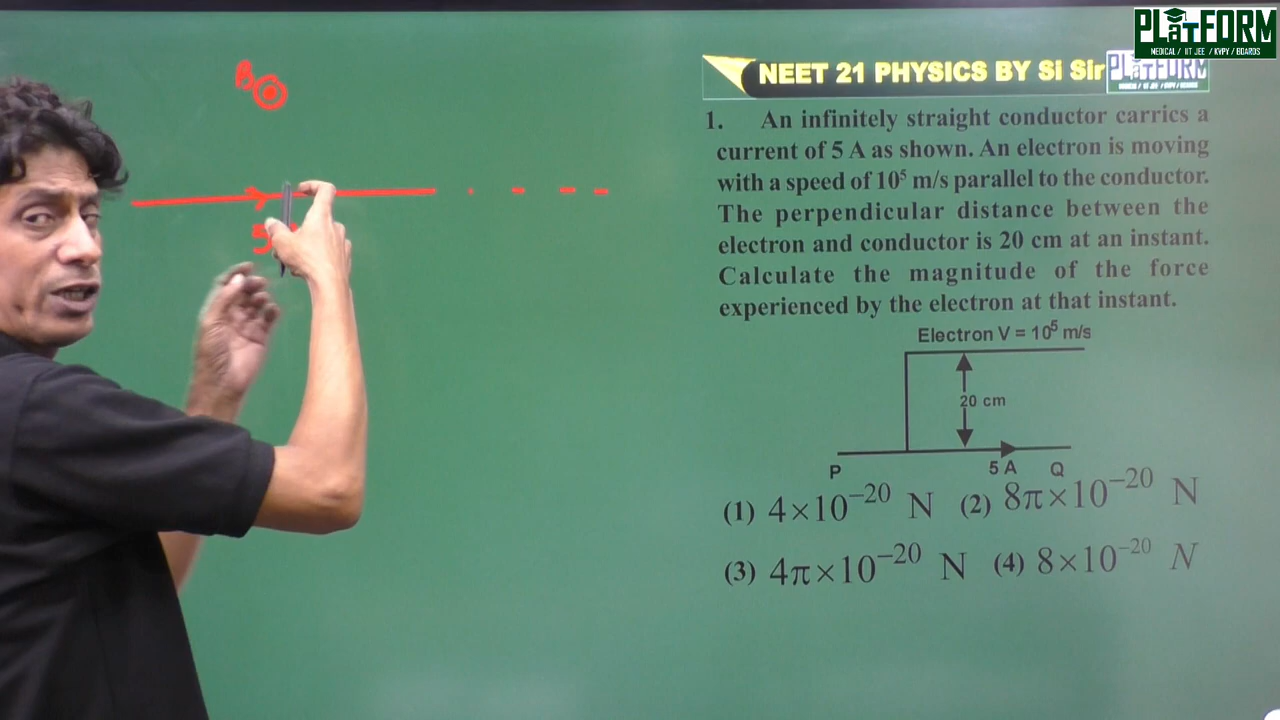 PLaTFORM
MEDICAL / IIT JEE / KVPY / BOARDS
B
NEET 21 PHYSICS BY Si Sir
1. An infinitely straight conductor carrics a
current of 5 A as shown. An electron is moving
with a speed of 10⁵ m/s parallel to the conductor.
The perpendicular distance between the
electron and conductor is 20 cm at an instant.
Calculate the magnitude of the force
experienced by the electron at that instant.
Electron V = 10⁵ m/s
20 cm
P 5 A Q
5
(1) 4×10⁻²⁰ N (2) 8π×10⁻²⁰ N
(3) 4π×10⁻²⁰ N (4) 8×10⁻²⁰ N